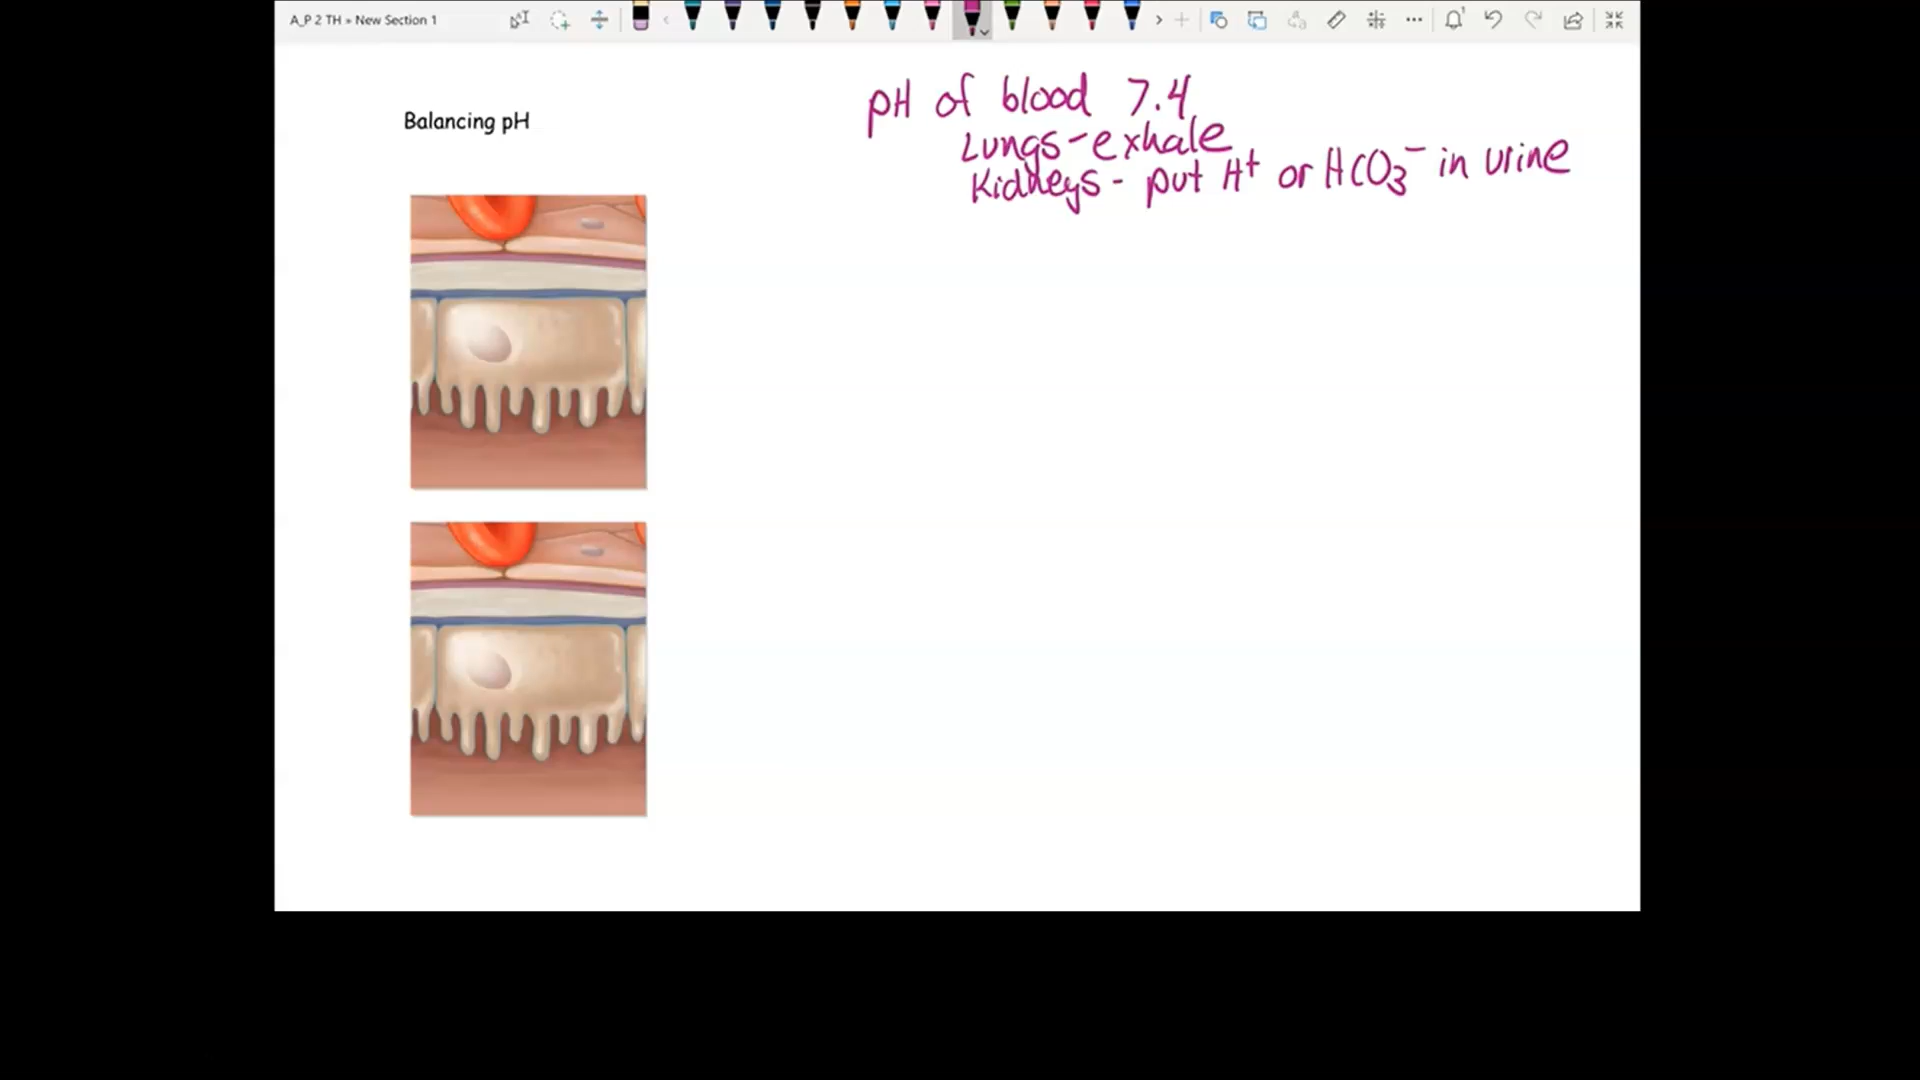 A_P 2 TH » New Section 1
pH of blood 7.4
Balancing pH
Lungs - exhale
Kidneys - put H⁺ or HCO₃⁻ in urine